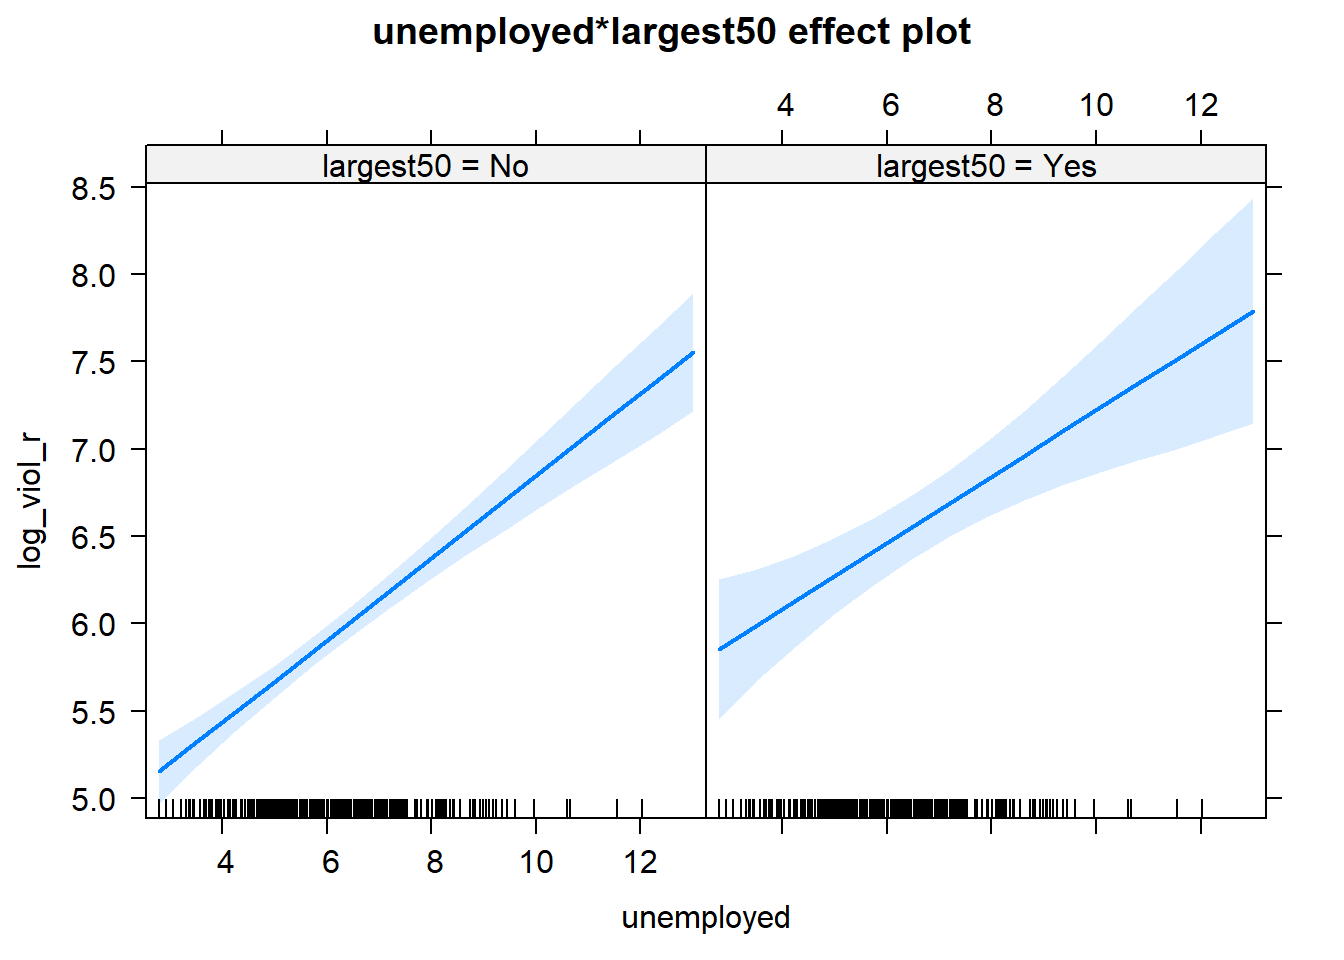 unemployed*largest50 effect plot
4 6 8 10 12
largest50 = No largest50 = Yes
8.5
8.0
7.5
7.0
6.5
6.0
5.5
5.0
log_viol_r
4 6 8 10 12
unemployed